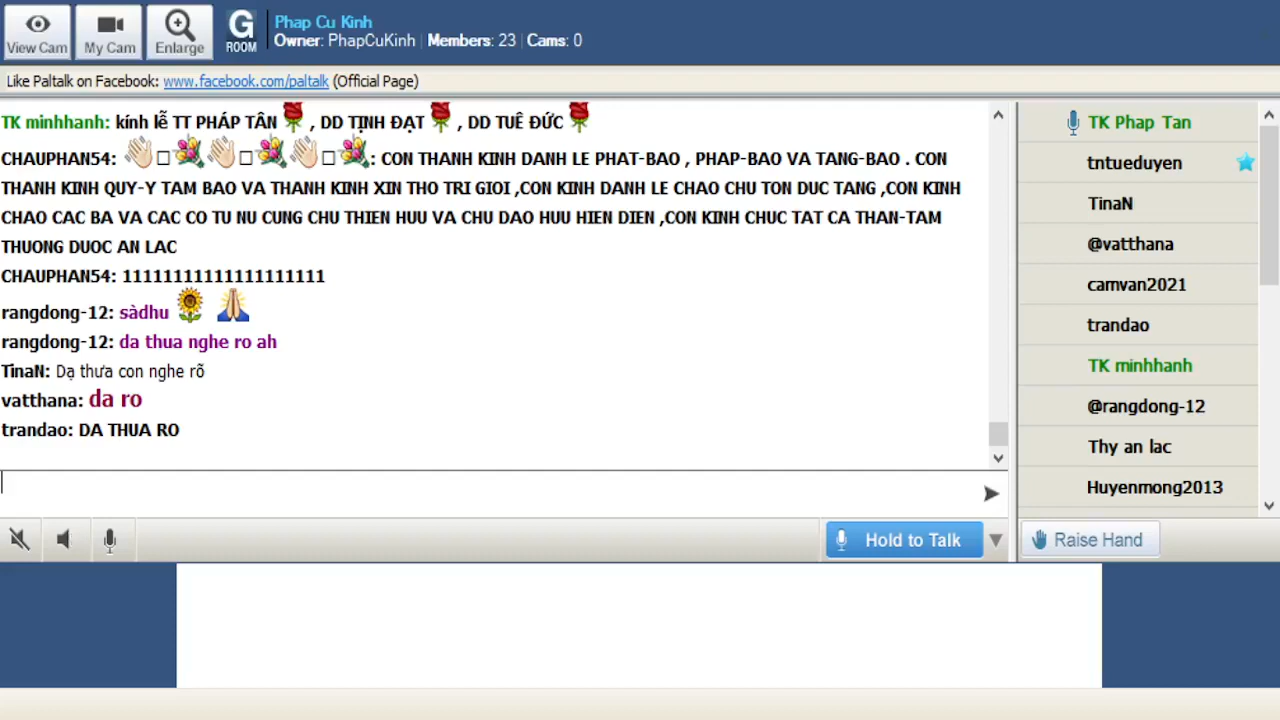 View Cam
My Cam
Enlarge
G
ROOM
Phap Cu Kinh
Owner: PhapCuKinh | Members: 23 | Cams: 0
Like Paltalk on Facebook: www.facebook.com/paltalk (Official Page)
TK minhhanh: kính lễ TT PHÁP TÂN , DD TỊNH ĐẠT , DD TUÊ ĐỨC
CHAUPHAN54: : CON THANH KINH DANH LE PHAT-BAO , PHAP-BAO VA TANG-BAO . CON
THANH KINH QUY-Y TAM BAO VA THANH KINH XIN THO TRI GIOI ,CON KINH DANH LE CHAO CHU TON DUC TANG ,CON KINH
CHAO CAC BA VA CAC CO TU NU CUNG CHU THIEN HUU VA CHU DAO HUU HIEN DIEN ,CON KINH CHUC TAT CA THAN-TAM
THUONG DUOC AN LAC
CHAUPHAN54: 11111111111111111111
rangdong-12: sàdhu
rangdong-12: da thua nghe ro ah
TinaN: Dạ thưa con nghe rõ
vatthana: da ro
trandao: DA THUA RO
Hold to Talk
TK Phap Tan
tntueduyen
TinaN
@vatthana
camvan2021
trandao
TK minhhanh
@rangdong-12
Thy an lac
Huyenmong2013
Raise Hand